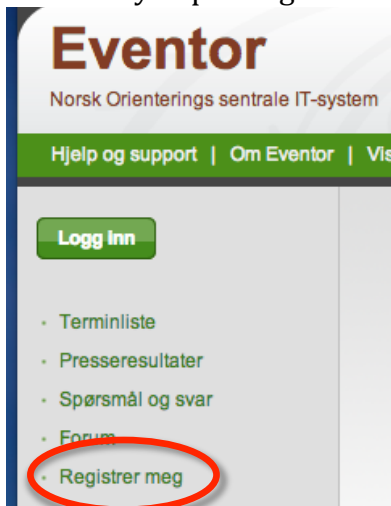 Eventor
Norsk Orienterings sentrale IT-system
Hjelp og support | Om Eventor | Vis
Logg inn
Terminliste
Presseresultater
Spørsmål og svar
Forum
Registrer meg